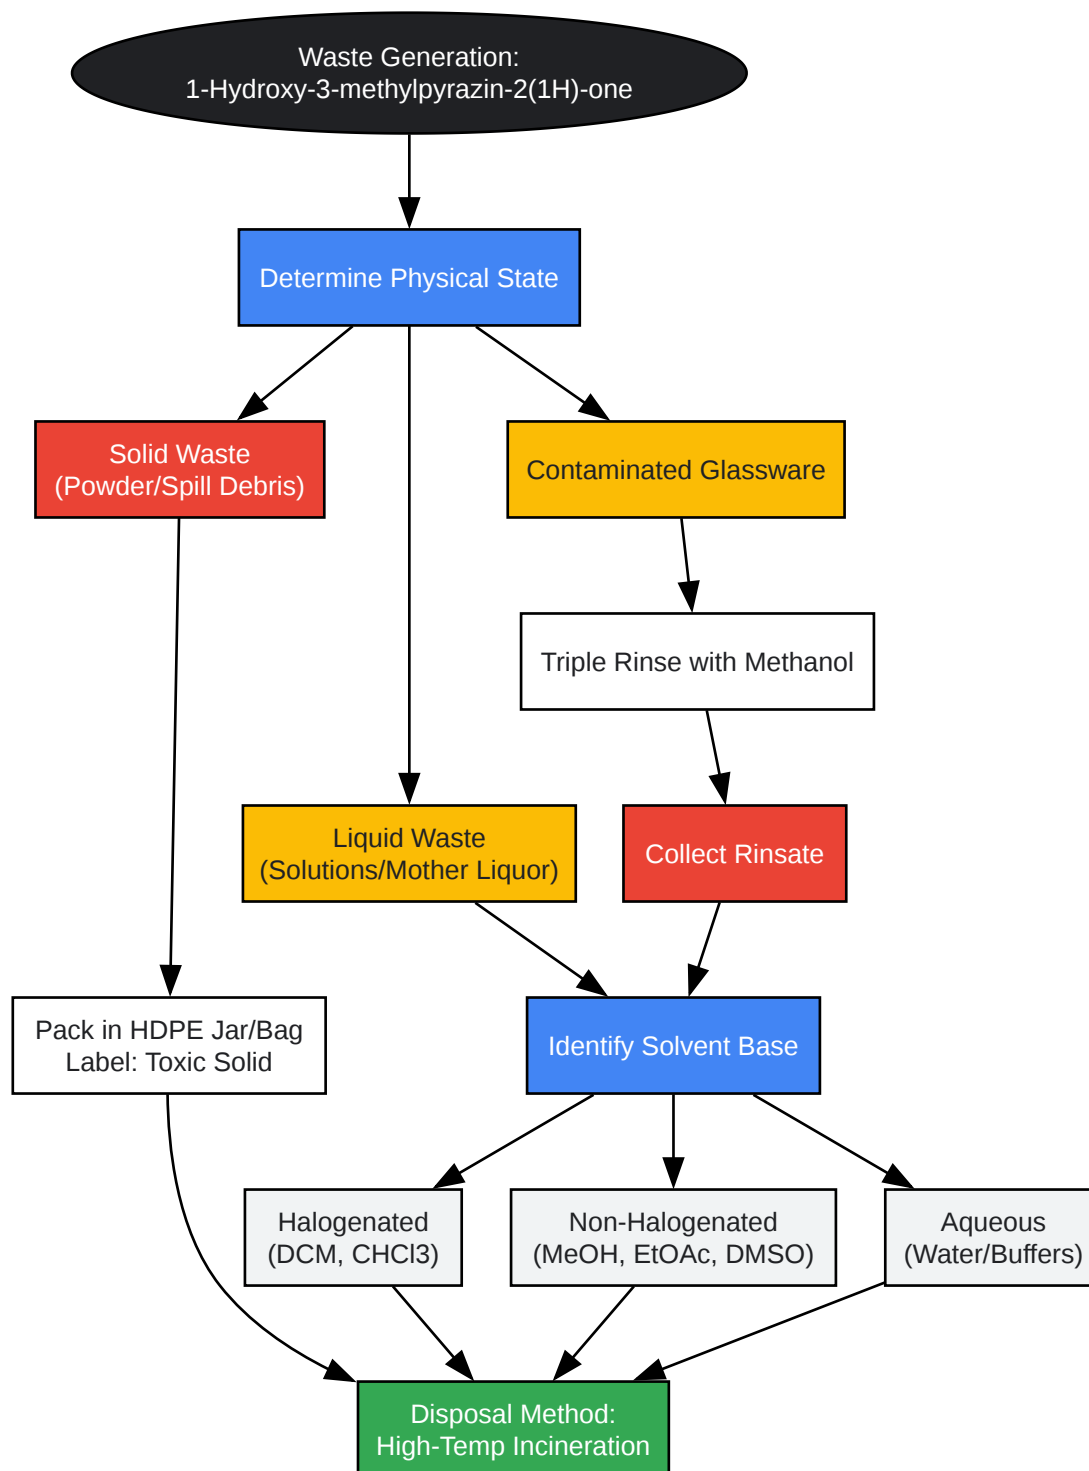 Waste Generation:
1-Hydroxy-3-methylpyrazin-2(1H)-one
Determine Physical State
Solid Waste
(Powder/Spill Debris)
Contaminated Glassware
Triple Rinse with Methanol
Liquid Waste
(Solutions/Mother Liquor)
Collect Rinsate
Pack in HDPE Jar/Bag
Label: Toxic Solid
Identify Solvent Base
Halogenated
(DCM, CHCl3)
Non-Halogenated
(MeOH, EtOAc, DMSO)
Aqueous
(Water/Buffers)
Disposal Method:
High-Temp Incineration